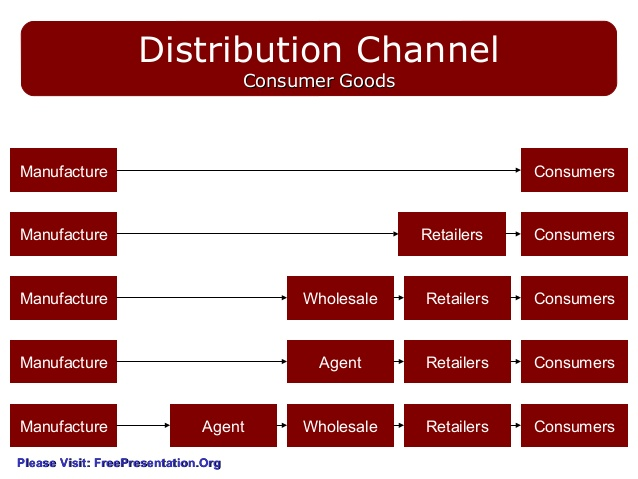 Distribution Channel
Consumer Goods
Manufacture Consumers
Manufacture Retailers Consumers
Manufacture Wholesale Retailers Consumers
Manufacture Agent Retailers Consumers
Manufacture Agent Wholesale Retailers Consumers
Please Visit: FreePresentation.Org